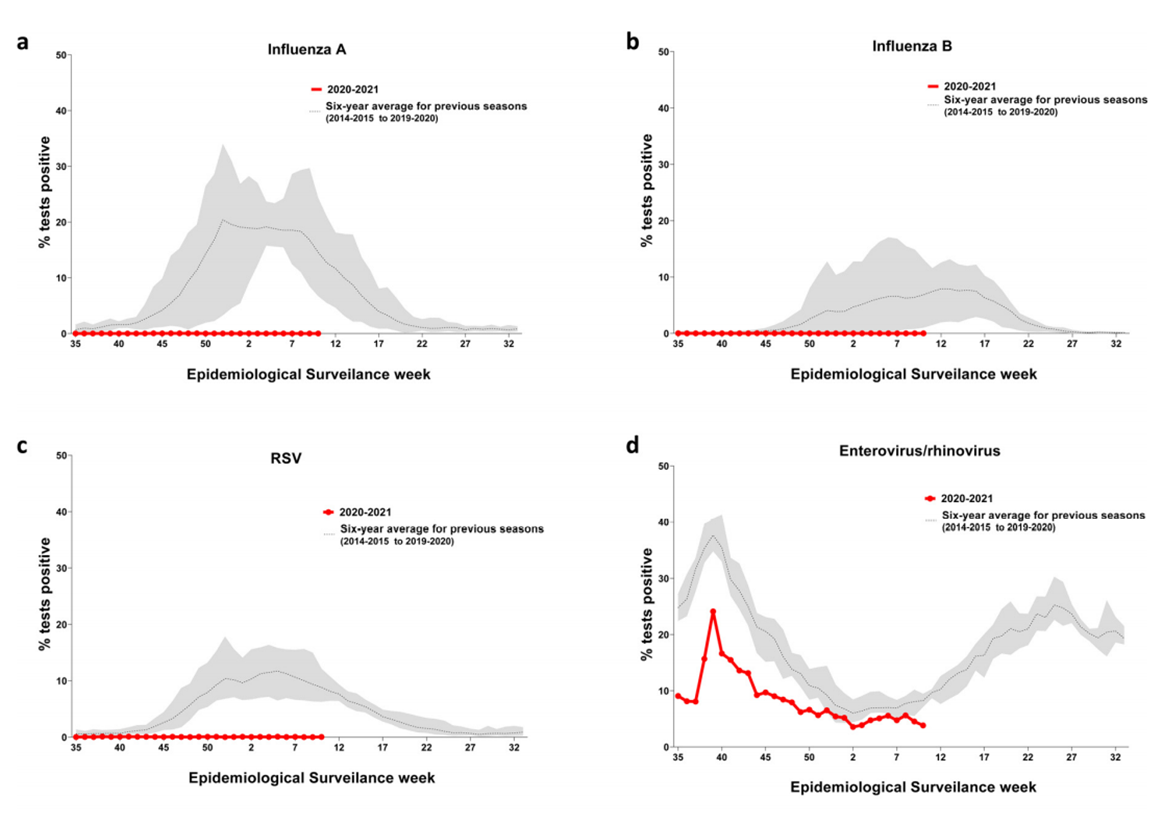 a
Influenza A
50
40
30
20
10
0
% tests positive
2020-2021
Six-year average for previous seasons
(2014-2015 to 2019-2020)
35 40 45 50 2 7 12 17 22 27 32
Epidemiological Surveilance week
b
Influenza B
50
40
30
20
10
0
% tests positive
2020-2021
Six-year average for previous seasons
(2014-2015 to 2019-2020)
35 40 45 50 2 7 12 17 22 27 32
Epidemiological Surveilance week
c
RSV
50
40
30
20
10
0
% tests positive
2020-2021
Six-year average for previous seasons
(2014-2015 to 2019-2020)
35 40 45 50 2 7 12 17 22 27 32
Epidemiological Surveilance week
d
Enterovirus/rhinovirus
50
40
30
20
10
0
% tests positive
2020-2021
Six-year average for previous seasons
(2014-2015 to 2019-2020)
35 40 45 50 2 7 12 17 22 27 32
Epidemiological Surveilance week